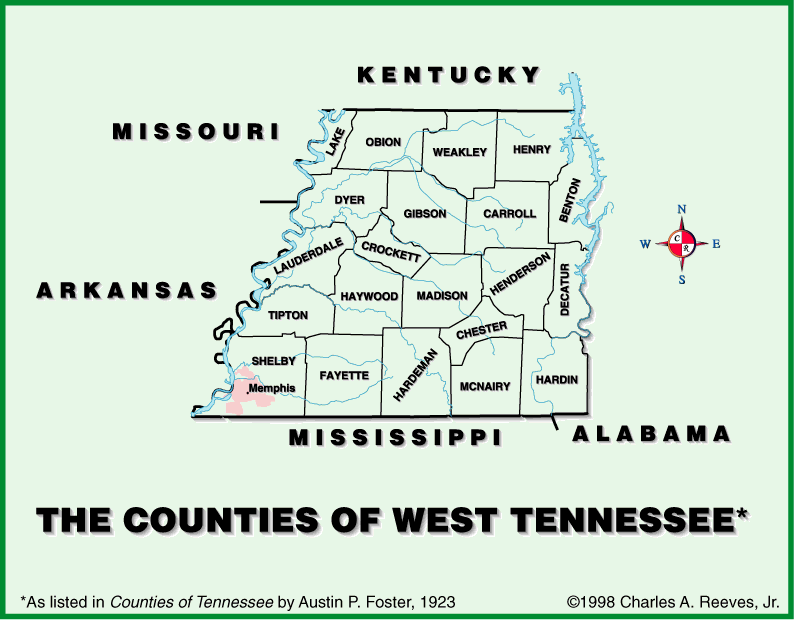 KENTUCKY
MISSOURI
LAKE
OBION
WEAKLEY
HENRY
DYER
GIBSON
CARROLL
BENTON
N
W
C
R
E
S
LAUDERDALE
CROCKETT
HENDERSON
DECATUR
ARKANSAS
HAYWOOD
MADISON
TIPTON
CHESTER
SHELBY
FAYETTE
HARDEMAN
MCNAIRY
HARDIN
Memphis
MISSISSIPPI
ALABAMA
THE COUNTIES OF WEST TENNESSEE*
*As listed in Counties of Tennessee by Austin P. Foster, 1923
©1998 Charles A. Reeves, Jr.